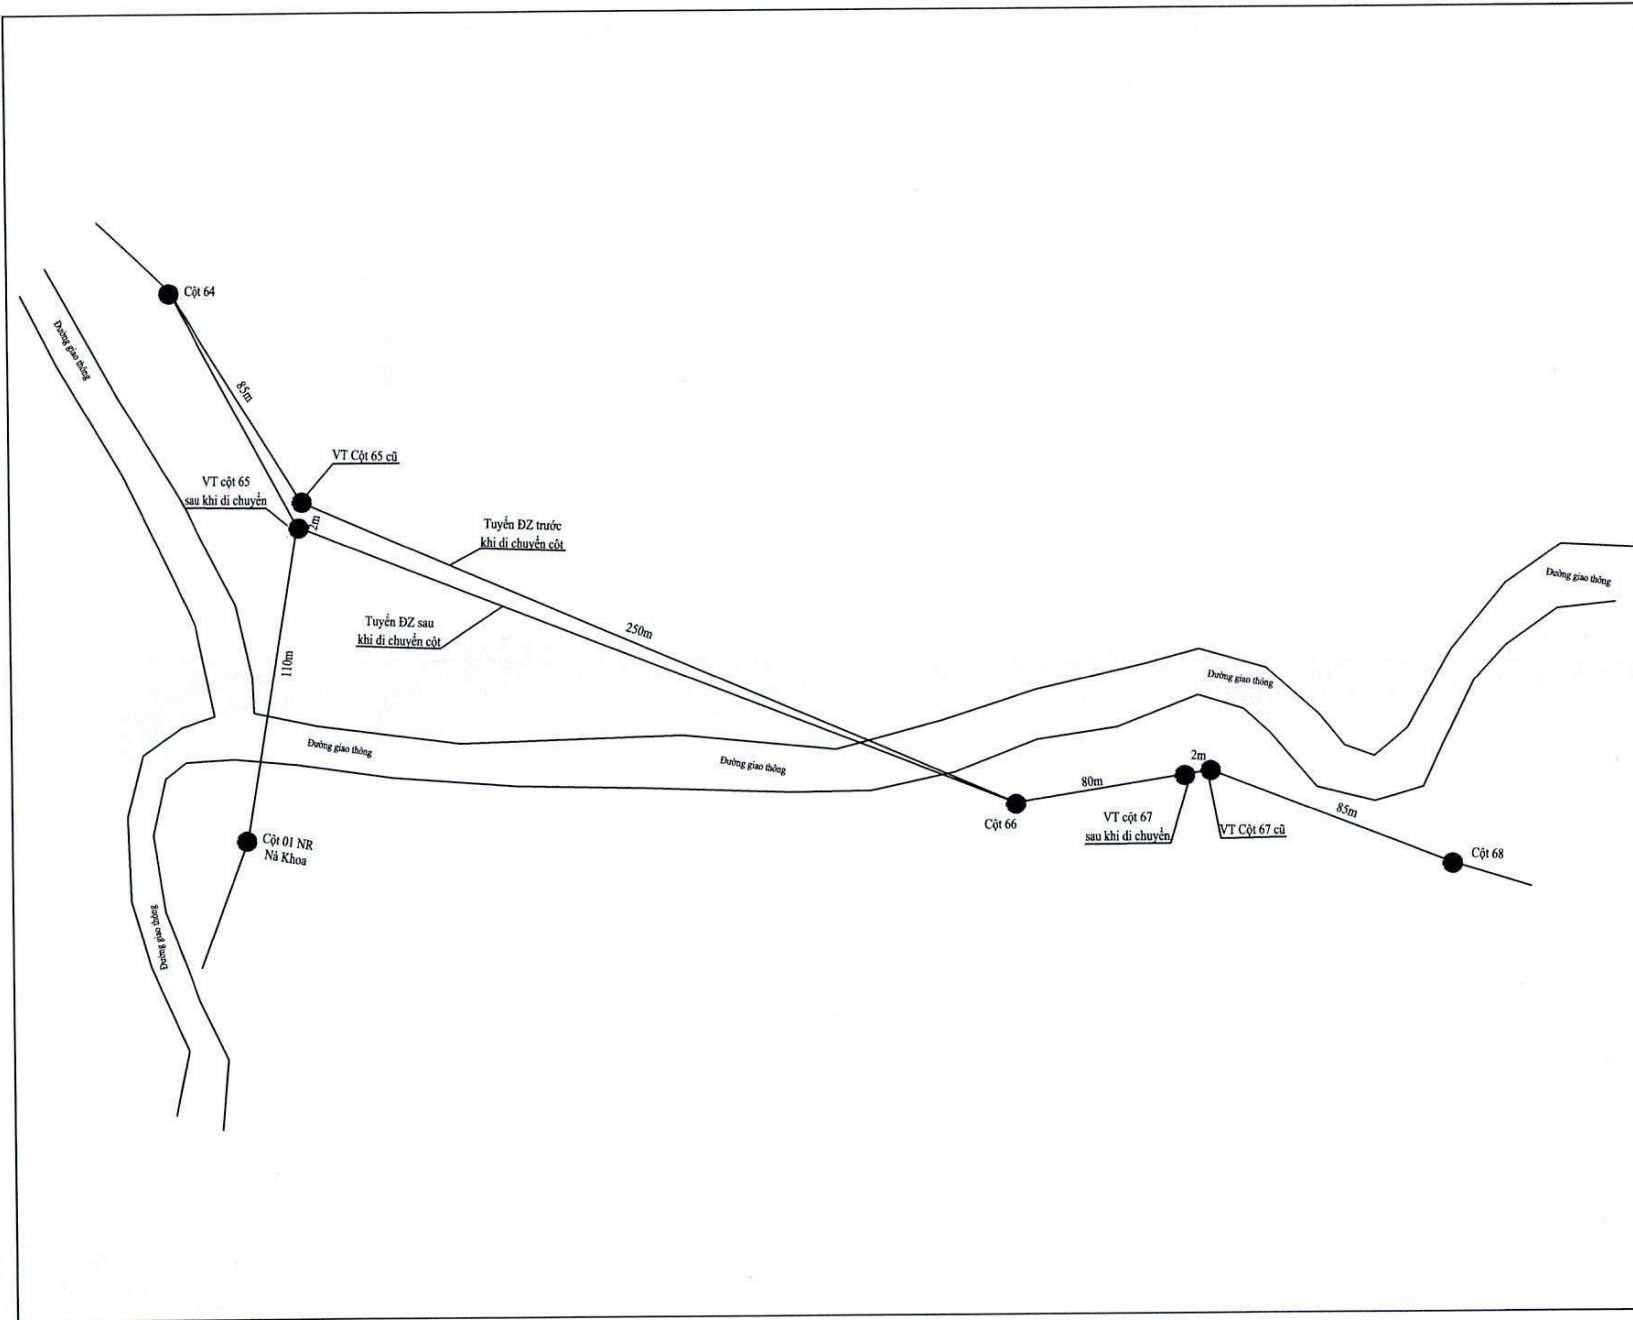 Cột 64
Đường giao thông
85m
VT Cột 65 cũ
VT cột 65
sau khi di chuyển
2m
Tuyến ĐZ trước
khi di chuyển cột
Đường giao thông
Tuyến ĐZ sau
khi di chuyển cột
250m
110m
Đường giao thông
Đường giao thông
Đường giao thông
2m
80m
Cột 66
VT cột 67
sau khi di chuyển
VT Cột 67 cũ
85m
Cột 68
Cột 01 NR
Nà Khoa
Đường giao thông